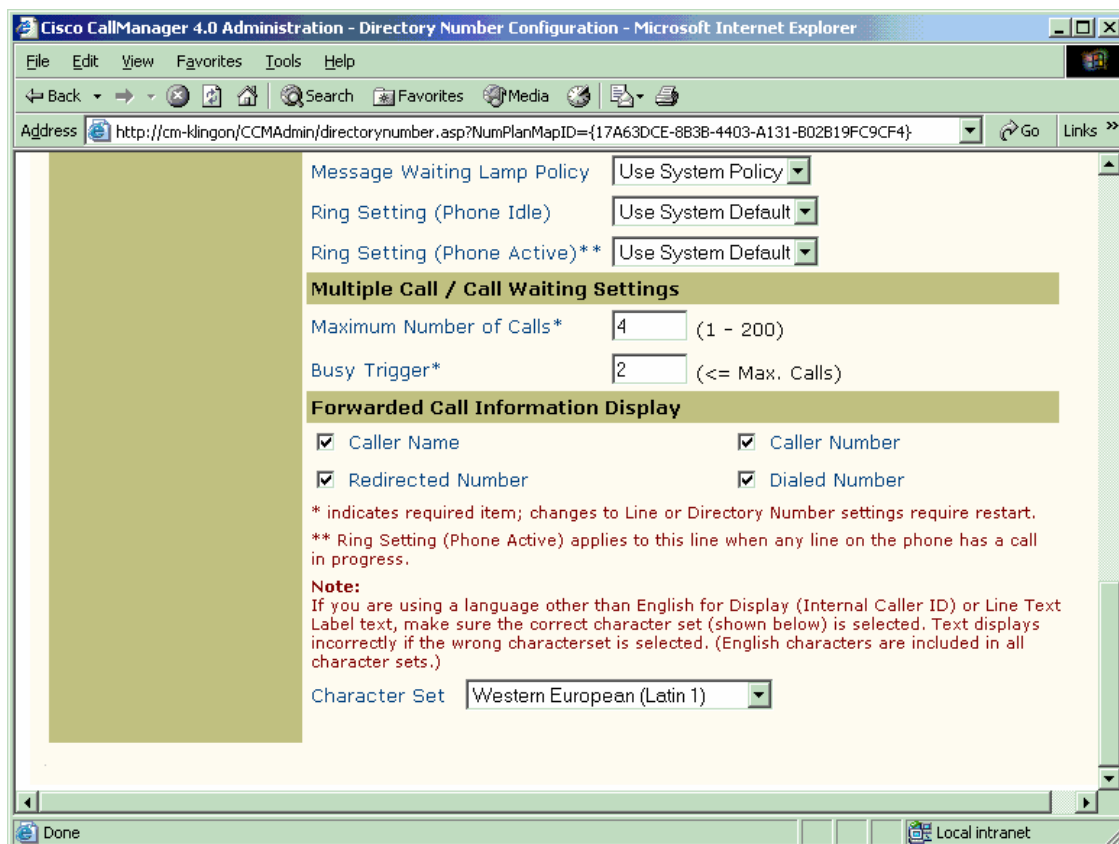 Cisco CallManager 4.0 Administration - Directory Number Configuration - Microsoft Internet Explorer
File Edit View Favorites Tools Help
Back Search Favorites Media
Address http://cm-klingon/CCMAdmin/directorynumber.asp?NumPlanMapID={17A63DCE-8B3B-4403-A131-B02B19FC9CF4} Go Links »
Message Waiting Lamp Policy Use System Policy
Ring Setting (Phone Idle) Use System Default
Ring Setting (Phone Active)** Use System Default
Multiple Call / Call Waiting Settings
Maximum Number of Calls* 4 (1 - 200)
Busy Trigger* 2 (<= Max. Calls)
Forwarded Call Information Display
Caller Name Caller Number
Redirected Number Dialed Number
* indicates required item; changes to Line or Directory Number settings require restart.
** Ring Setting (Phone Active) applies to this line when any line on the phone has a call
in progress.
Note:
If you are using a language other than English for Display (Internal Caller ID) or Line Text
Label text, make sure the correct character set (shown below) is selected. Text displays
incorrectly if the wrong characterset is selected. (English characters are included in all
character sets.)
Character Set Western European (Latin 1)
Done Local intranet